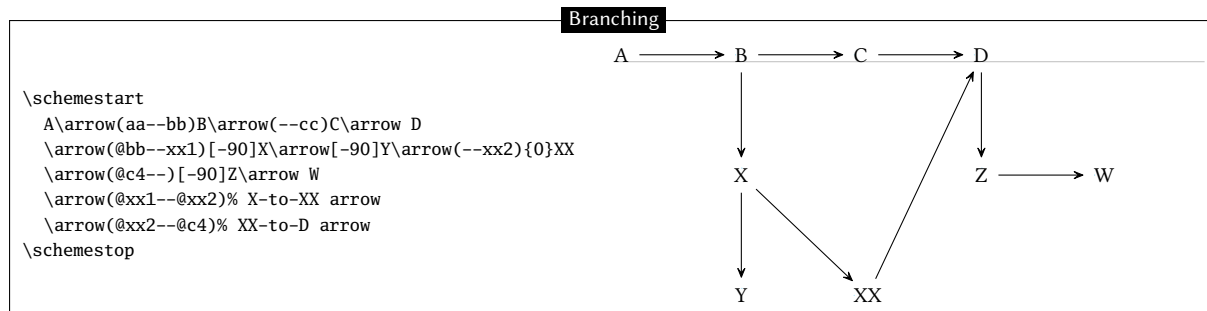 Branching
\schemestart
A\arrow(aa--bb)B\arrow(--cc)C\arrow D
\arrow(@bb--xx1)[-90]X\arrow[-90]Y\arrow(--xx2){0}XX
\arrow(@c4--)[-90]Z\arrow W
\arrow(@xx1--@xx2)% X-to-XX arrow
\arrow(@xx2--@c4)% XX-to-D arrow
\schemestop
A B C D
X Z W
Y XX